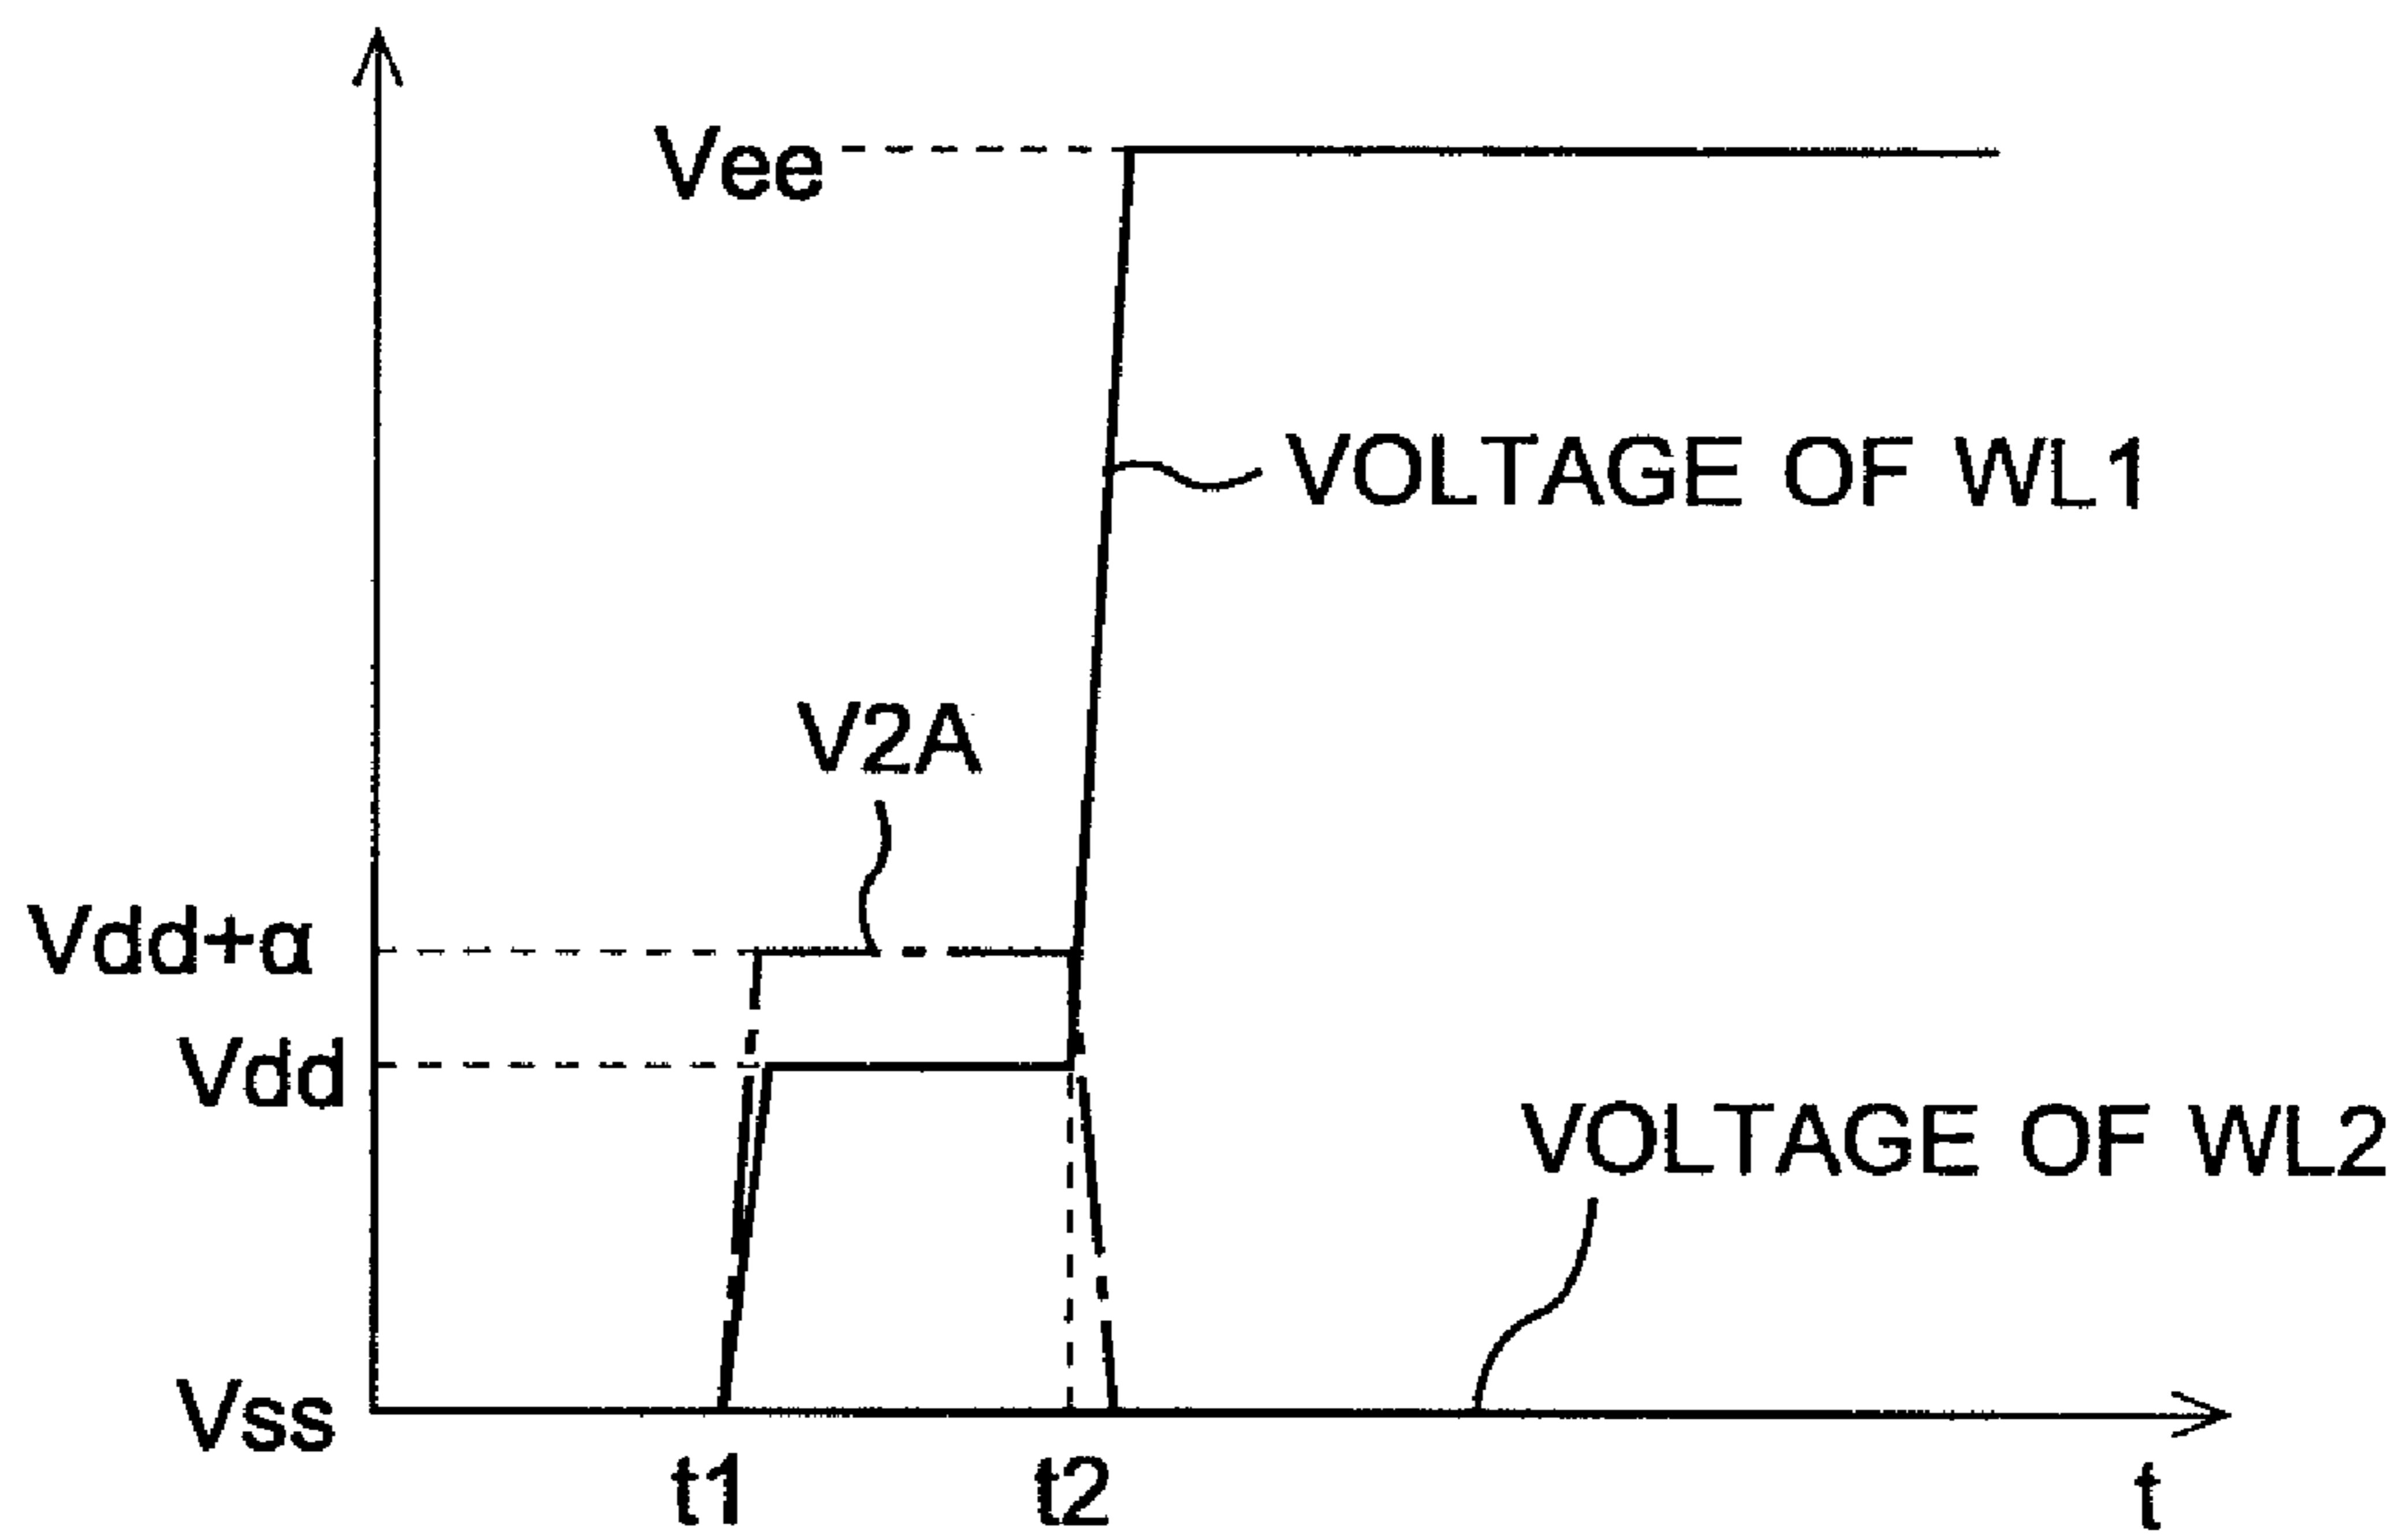 Vee
VOLTAGE OF WL1
V2A
Vdd+α
Vdd
VOLTAGE OF WL2
Vss
t1
t2
t